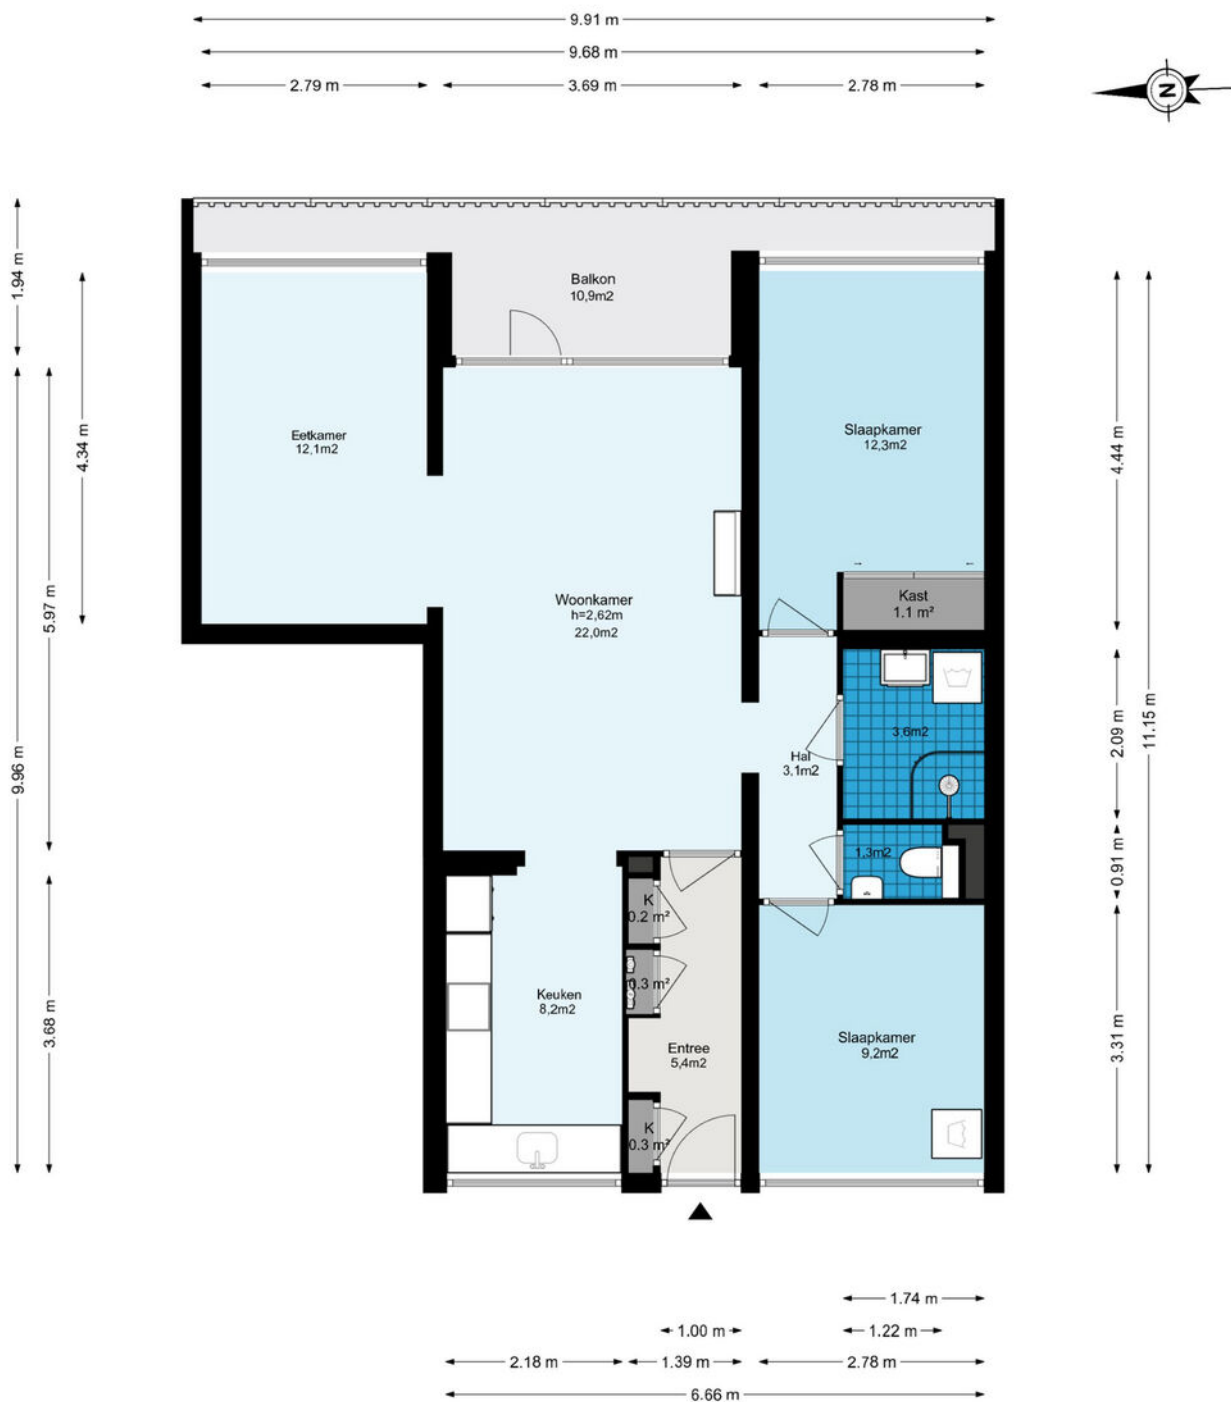 9.91 m
9.68 m
2.79 m
3.69 m
2.78 m
N
1.94 m
Balkon
10,9m2
4.34 m
Eetkamer
12,1m2
Slaapkamer
12,3m2
4.44 m
5.97 m
Woonkamer
h=2,62m
22,0m2
Kast
1.1 m²
11.15 m
2.09 m
3,6m2
9.96 m
Hal
3,1m2
1,3m2
0.91 m
K
0.2 m²
0.3 m²
Keuken
8,2m2
3.68 m
Entree
5,4m2
Slaapkamer
9,2m2
3.31 m
K
0.3 m²
1.74 m
1.00 m
1.22 m
2.18 m
1.39 m
2.78 m
6.66 m